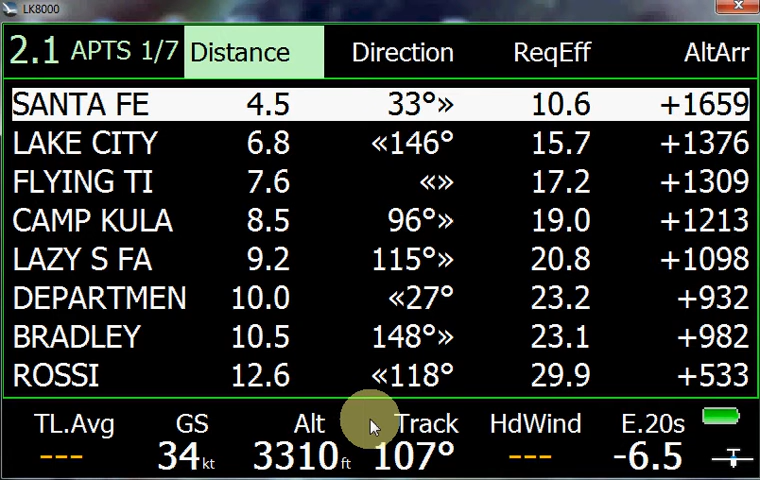 LK8000
2.1 APTS 1/7 Distance Direction ReqEff AltArr
SANTA FE 4.5 33°» 10.6 +1659
LAKE CITY 6.8 «146° 15.7 +1376
FLYING TI 7.6 «» 17.2 +1309
CAMP KULA 8.5 96°» 19.0 +1213
LAZY S FA 9.2 115°» 20.8 +1098
DEPARTMEN 10.0 «27° 23.2 +932
BRADLEY 10.5 148°» 23.1 +982
ROSSI 12.6 «118° 29.9 +533
TL.Avg GS Alt Track HdWind E.20s
--- 34kt 3310ft 107° --- -6.5